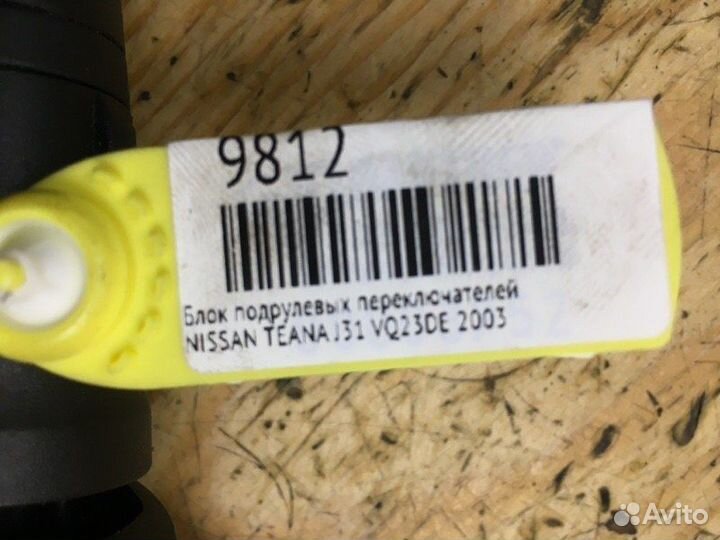 9812
Блок подрулевых переключателей
NISSAN TEANA J31 VQ23DE 2003
Avito